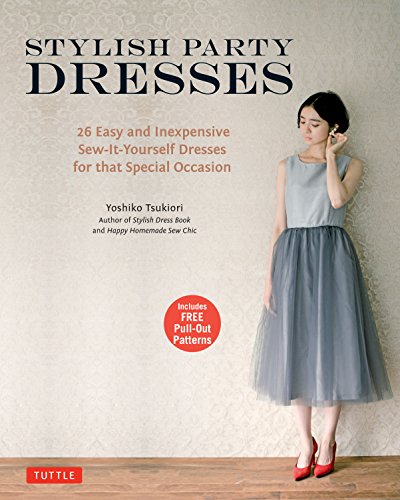 STYLISH PARTY
DRESSES
26 Easy and Inexpensive
Sew-It-Yourself Dresses
for that Special Occasion
Yoshiko Tsukiori
Author of Stylish Dress Book
and Happy Homemade Sew Chic
Includes
FREE
Pull-Out
Patterns
TUTTLE